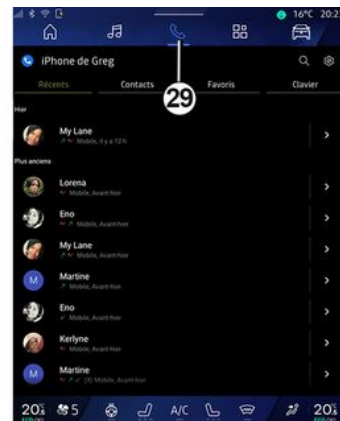 16°C 20:2
iPhone de Greg
Récents Contacts Favoris Clavier
29
Hier
My Lane
Mobile, Il y a 12 h
Plus anciens
Lorena
Mobile, Avant-hier
Eno
Mobile, Avant-hier
My Lane
Mobile, Avant-hier
M Martine
Mobile, Avant-hier
Eno
Mobile, Avant-hier
Kerlyne
Mobile, Avant-hier
M Martine
(3) Mobile, Avant-hier
20 5 A/C 20